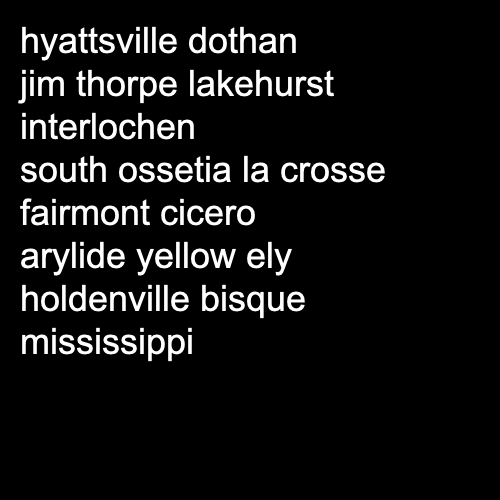 hyattsville dothan
jim thorpe lakehurst
interlochen
south ossetia la crosse
fairmont cicero
arylide yellow ely
holdenville bisque
mississippi